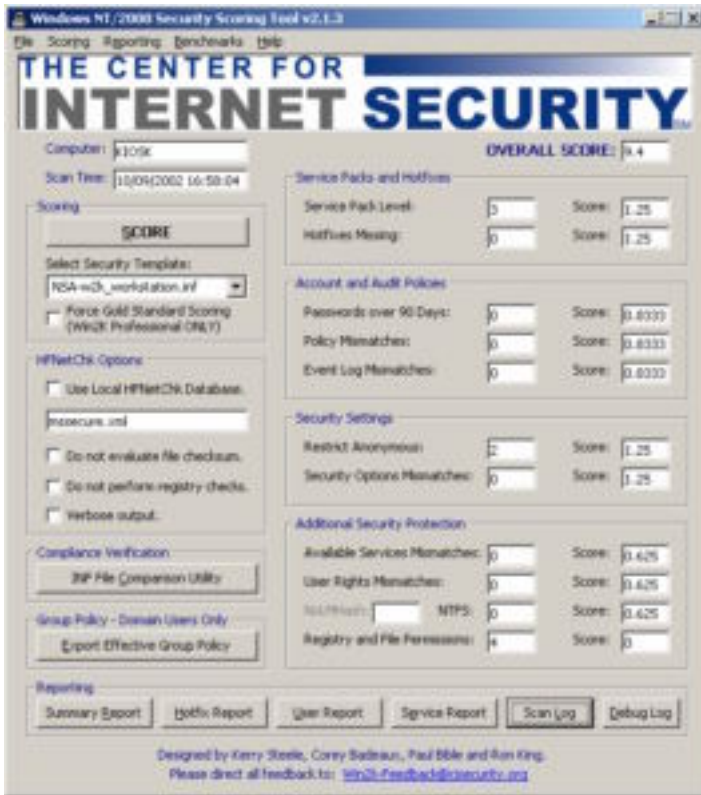 Windows NT/2000 Security Scoring Tool v2.1.3
File Scoring Reporting Benchmarks Help
THE CENTER FOR
INTERNET SECURITY
Computer: KIOSK
OVERALL SCORE: 9.4
Scan Time: 10/09/2002 16:58:04
Scoring
SCORE
Select Security Template:
NSA-w2k_workstation.inf
Force Gold Standard Scoring
(Win2K Professional ONLY)
HFNetChk Options
Use Local HFNetChk Database.
mssecure.xml
Do not evaluate file checksum.
Do not perform registry checks.
Verbose output.
Compliance Verification
INF File Comparison Utility
Group Policy - Domain Users Only
Export Effective Group Policy
Service Packs and Hotfixes
Service Pack Level: 3 Score: 1.25
Hotfixes Missing: 0 Score: 1.25
Account and Audit Policies
Passwords over 90 Days: 0 Score: 0.8333
Policy Mismatches: 0 Score: 0.8333
Event Log Mismatches: 0 Score: 0.8333
Security Settings
Restrict Anonymous: 2 Score: 1.25
Security Options Mismatches: 0 Score: 1.25
Additional Security Protection
Available Services Mismatches: 0 Score: 0.625
User Rights Mismatches: 0 Score: 0.625
NTFS: 0 Score: 0.625
Registry and File Permissions: 4 Score: 0
Reporting
Summary Report Hotfix Report User Report Service Report Scan Log Debug Log
Designed by Kerry Steele, Corey Badeaux, Paul Bible and Ron King.
Please direct all feedback to: Win2k-Feedback@cisecurity.org